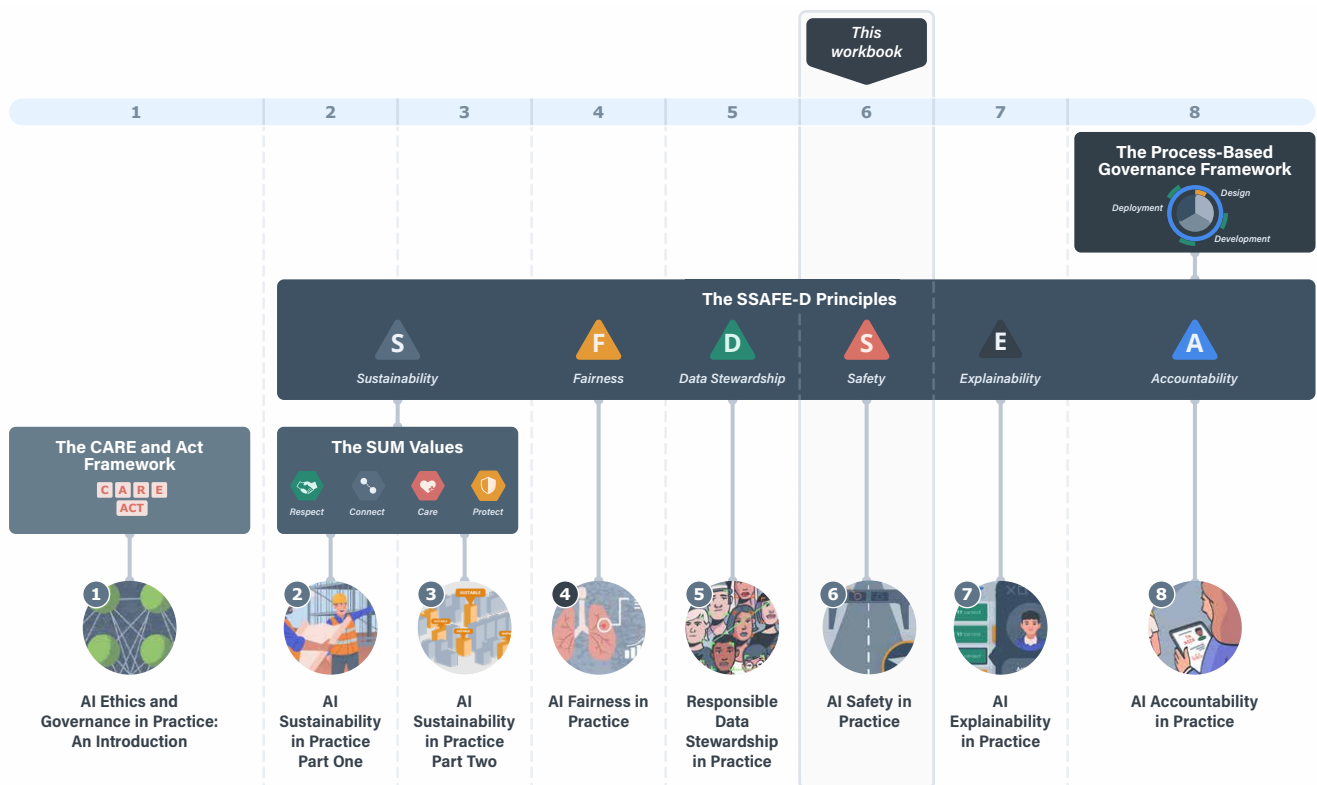 This
workbook
1
2
3
4
5
6
7
8
The Process-Based
Governance Framework
Design
Deployment
Development
The SSAFE-D Principles
S
F
D
S
E
A
Sustainability
Fairness
Data Stewardship
Safety
Explainability
Accountability
The CARE and Act
Framework
C A R E
ACT
The SUM Values
Respect
Connect
Care
Protect
1
2
3
4
5
6
7
8
SUITABLE
AI Ethics and
Governance in Practice:
An Introduction
AI
Sustainability
in Practice
Part One
AI
Sustainability
in Practice
Part Two
AI Fairness in
Practice
Responsible
Data
Stewardship
in Practice
AI Safety in
Practice
AI
Explainability
in Practice
AI Accountability
in Practice